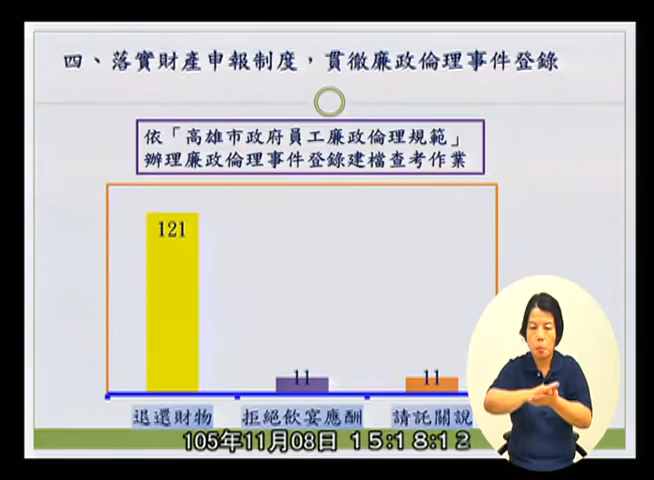 四、落實財產申報制度，貫徹廉政倫理事件登錄
依「高雄市政府員工廉政倫理規範」
辦理廉政倫理事件登錄建檔查考作業
121
11
11
退還財物
拒絕飲宴應酬
請託關說
105年11月08日 15:18:12